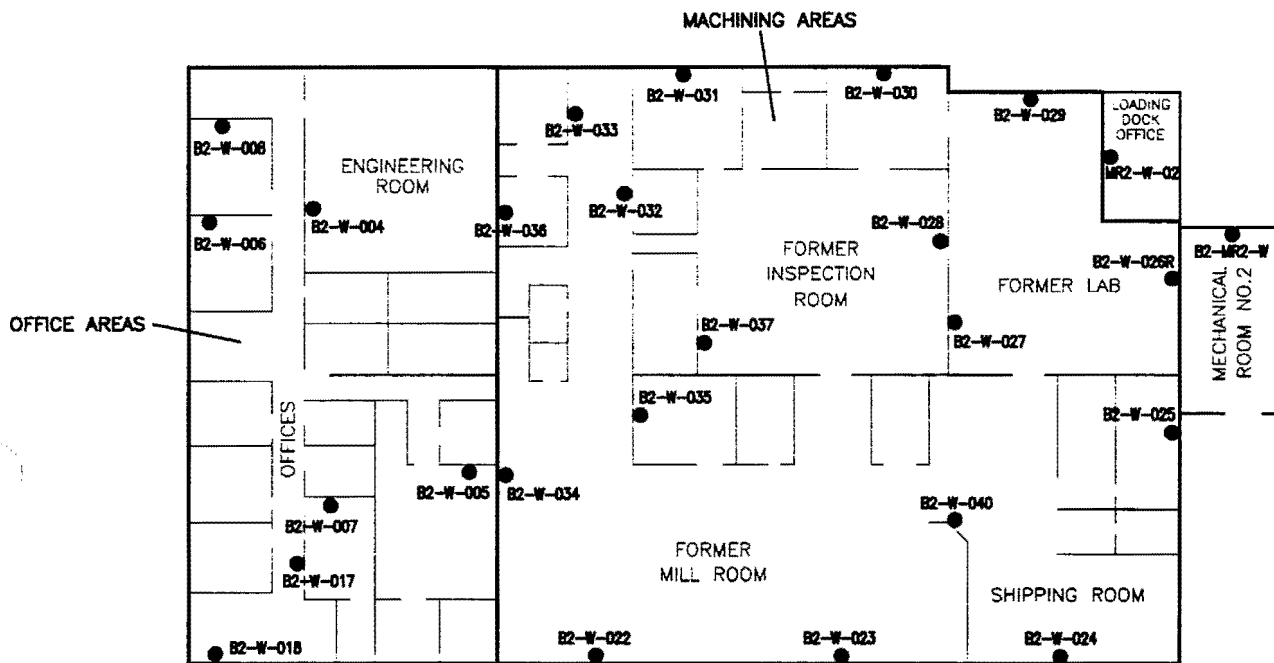 MACHINING AREAS
B2-W-031
B2-W-030
B2-W-029
LOADING
DOCK
OFFICE
B2-W-033
B2-W-008
ENGINEERING
ROOM
MR2-W-02
B2-W-032
B2-W-006
B2-W-004
B2-W-036
B2-W-028
B2-MR2-W
FORMER
INSPECTION
ROOM
B2-W-026R
FORMER LAB
MECHANICAL
ROOM NO.2
OFFICE AREAS
B2-W-037
B2-W-027
B2-W-035
B2-W-025
OFFICES
B2-W-005
B2-W-034
B2-W-007
B2-W-040
FORMER
MILL ROOM
B2-W-017
SHIPPING ROOM
B2-W-018
B2-W-022
B2-W-023
B2-W-024